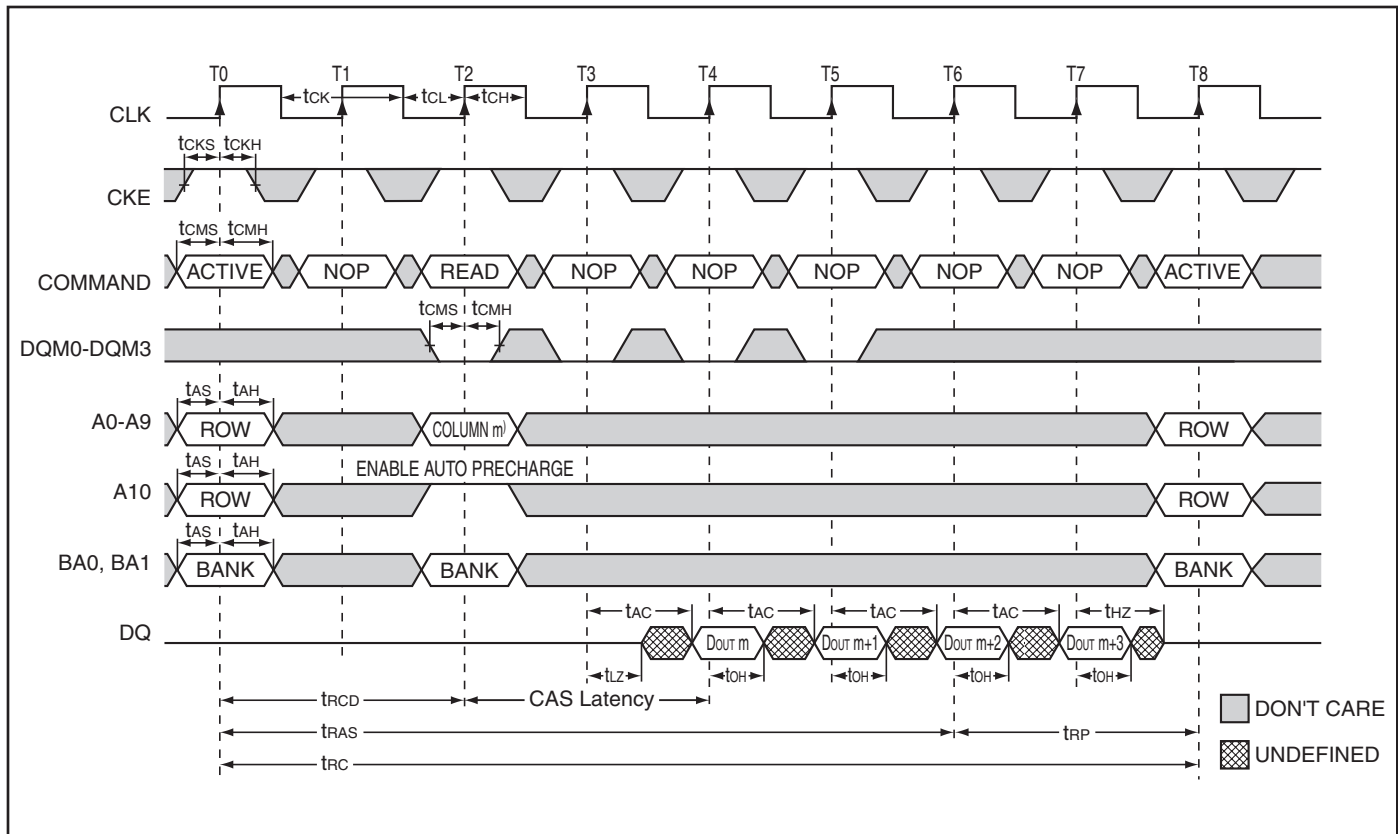 T0 T1 T2 T3 T4 T5 T6 T7 T8
tCK tCL tCH
CLK
tCKS tCKH
CKE
tCMS tCMH
COMMAND ACTIVE NOP READ NOP NOP NOP NOP NOP ACTIVE
tCMS tCMH
DQM0-DQM3
tAS tAH
A0-A9 ROW COLUMN m) ROW
tAS tAH ENABLE AUTO PRECHARGE
A10 ROW ROW
tAS tAH
BA0, BA1 BANK BANK BANK
tAC tAC tAC tAC tHZ
DQ DOUT m DOUT m+1 DOUT m+2 DOUT m+3
tLZ tOH tOH tOH tOH
tRCD CAS Latency
DON'T CARE
tRAS tRP
UNDEFINED
tRC